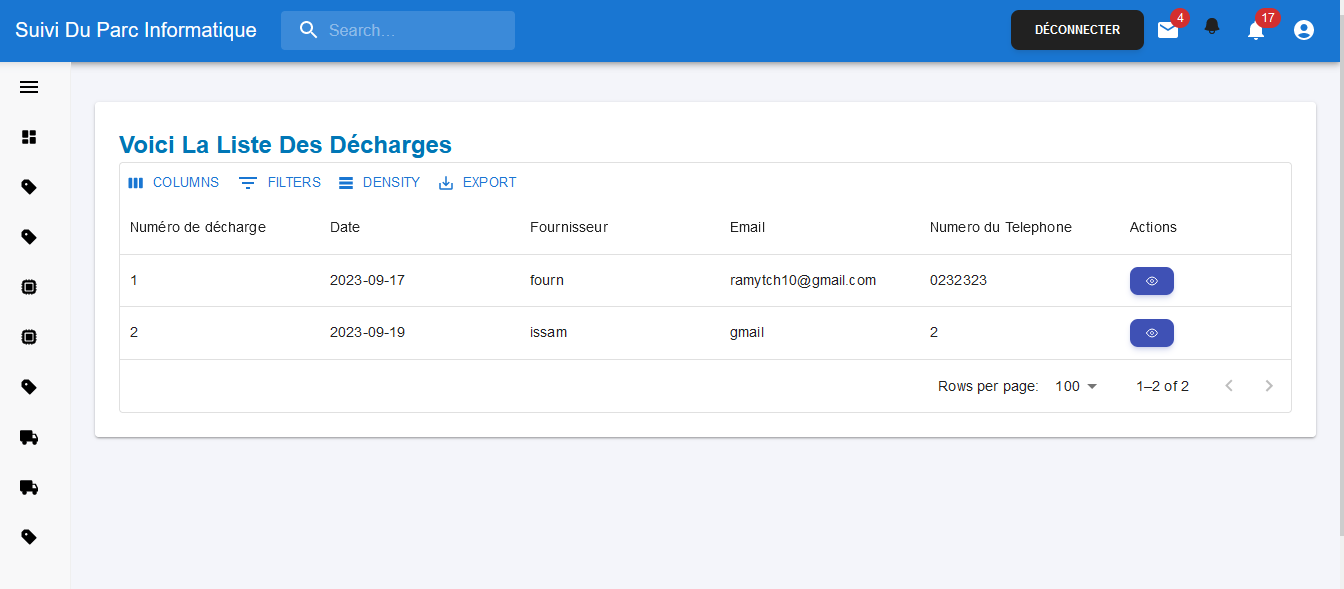 Suivi Du Parc Informatique Search... DÉCONNECTER 4 17
Voici La Liste Des Décharges
COLUMNS FILTERS DENSITY EXPORT
Numéro de décharge Date Fournisseur Email Numero du Telephone Actions
1 2023-09-17 fourn ramytch10@gmail.com 0232323
2 2023-09-19 issam gmail 2
Rows per page: 100 1–2 of 2